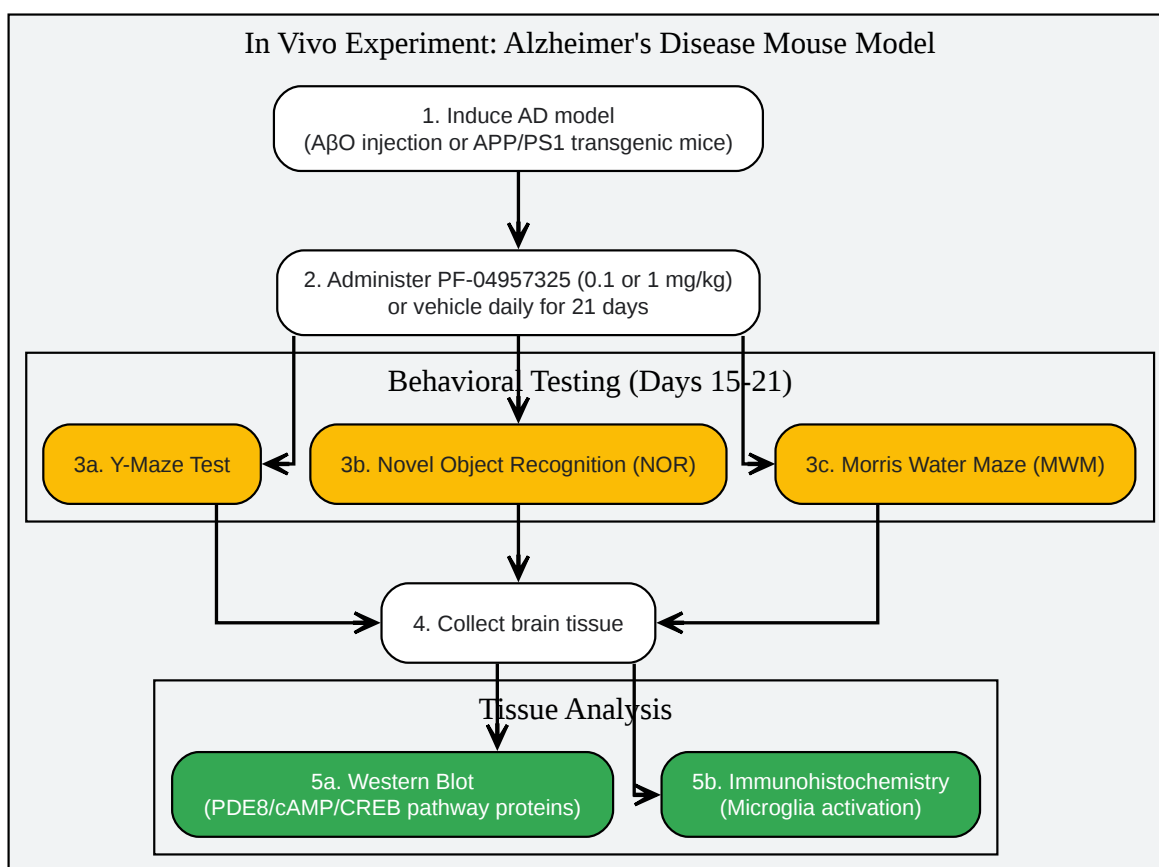 In Vivo Experiment: Alzheimer's Disease Mouse Model
1. Induce AD model
(AβO injection or APP/PS1 transgenic mice)
2. Administer PF-04957325 (0.1 or 1 mg/kg)
or vehicle daily for 21 days
Behavioral Testing (Days 15-21)
3a. Y-Maze Test
3b. Novel Object Recognition (NOR)
3c. Morris Water Maze (MWM)
4. Collect brain tissue
Tissue Analysis
5a. Western Blot
(PDE8/cAMP/CREB pathway proteins)
5b. Immunohistochemistry
(Microglia activation)